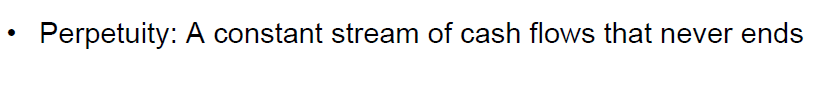 • Perpetuity: A constant stream of cash flows that never ends